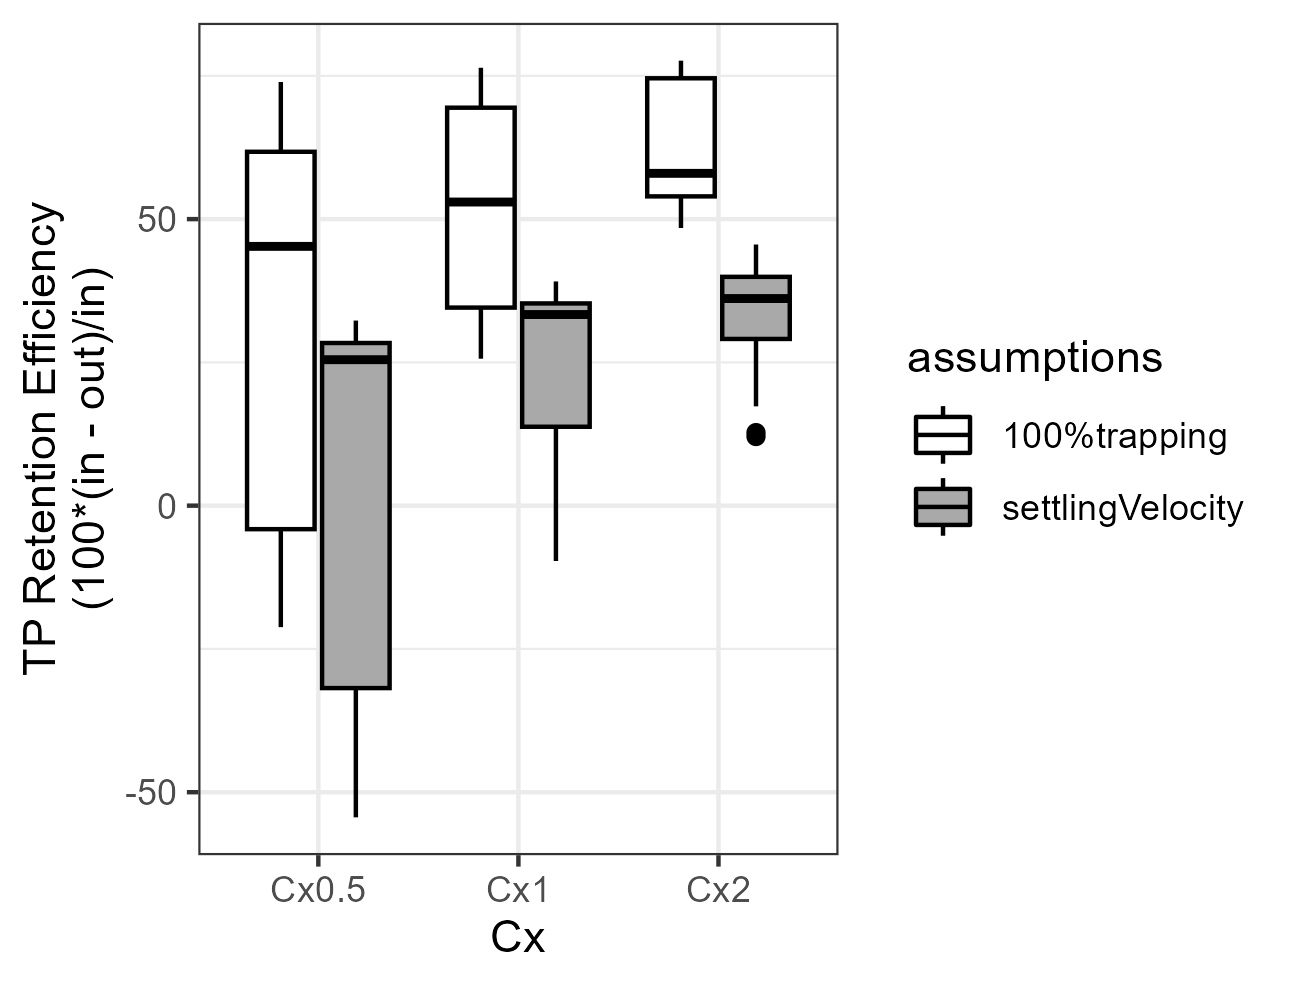 TP Retention Efficiency
(100*(in - out)/in)
50
0
-50
Cx0.5
Cx1
Cx2
Cx
assumptions
100%trapping
settlingVelocity